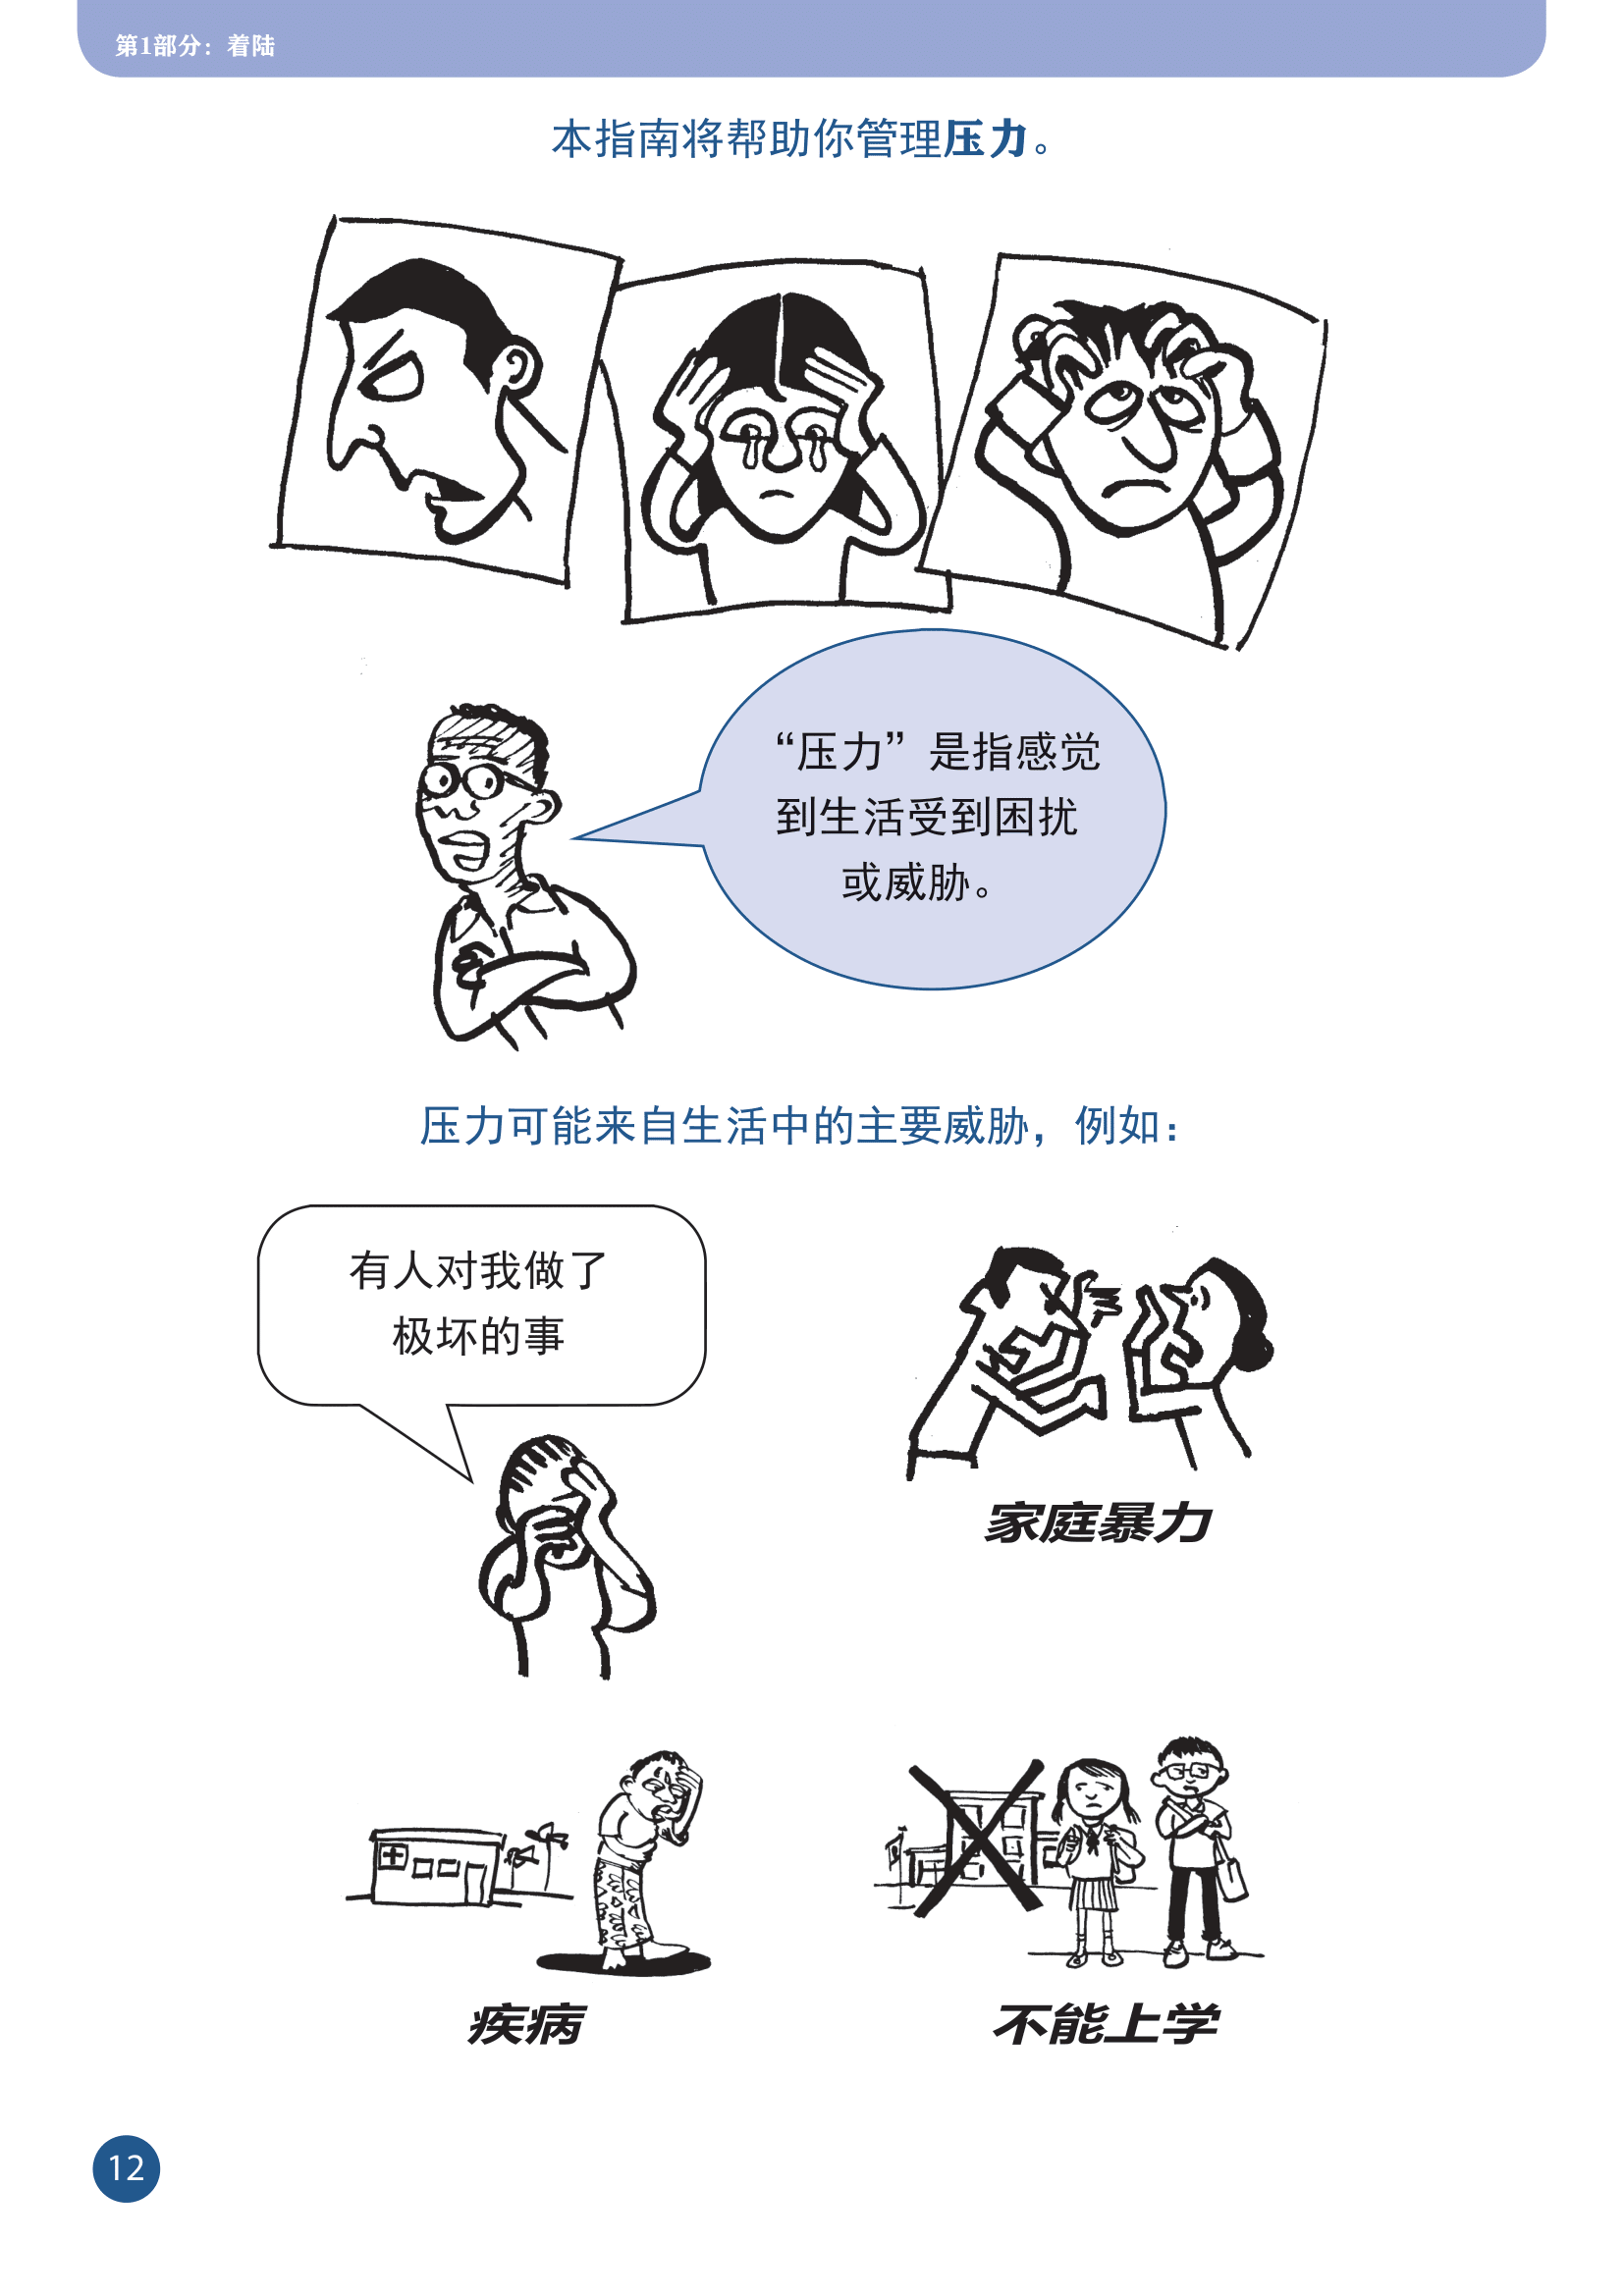 第1部分：着陆
本指南将帮助你管理压力。
“压力”是指感觉
到生活受到困扰
或威胁。
压力可能来自生活中的主要威胁，例如：
有人对我做了
极坏的事
家庭暴力
疾病
不能上学
12